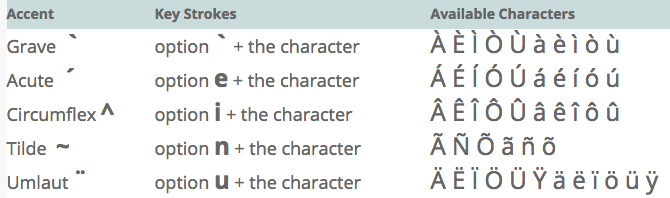 Accent Key Strokes Available Characters
Grave ` option ` + the character À È Ì Ò Ù à è ì ò ù
Acute ´ option e + the character Á É Í Ó Ú á é í ó ú
Circumflex ^ option i + the character Â Ê Î Ô Û â ê î ô û
Tilde ~ option n + the character Ã Ñ Õ ã ñ õ
Umlaut ¨ option u + the character Ä Ë Ï Ö Ü Ÿ ä ë ï ö ü ÿ